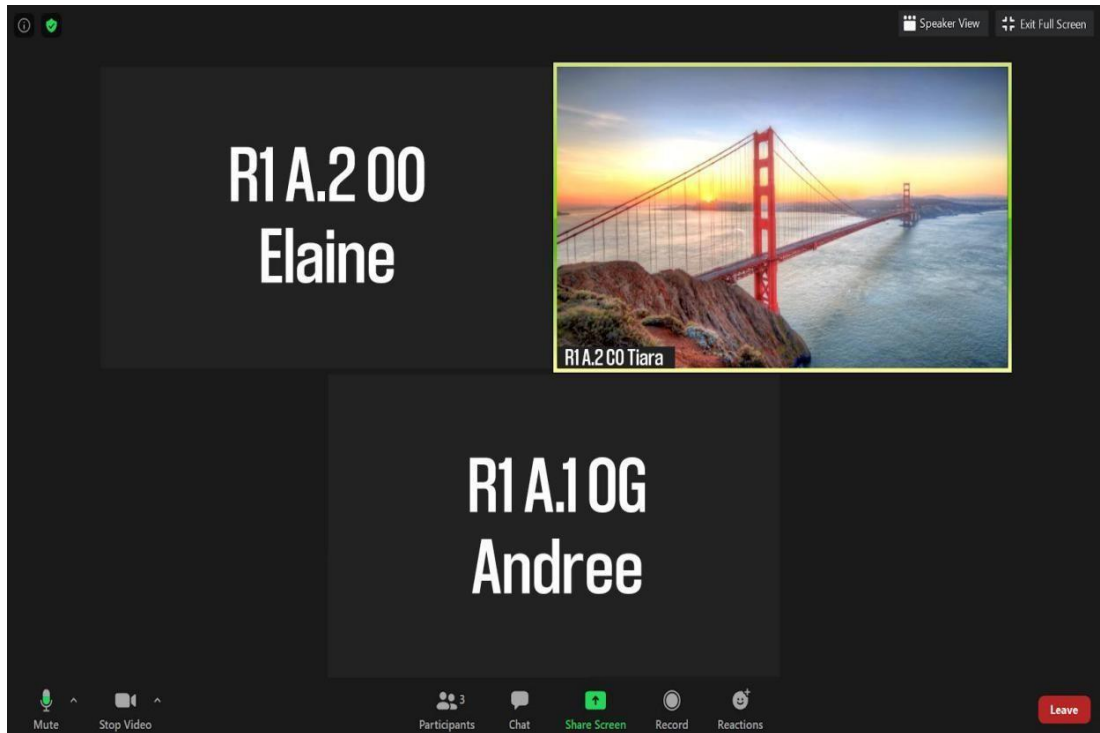 Speaker View
Exit Full Screen
R1 A.2 OO
Elaine
R1 A.2 CO Tiara
R1 A.1 OG
Andree
3
Mute
Stop Video
Participants
Chat
Share Screen
Record
Reactions
Leave